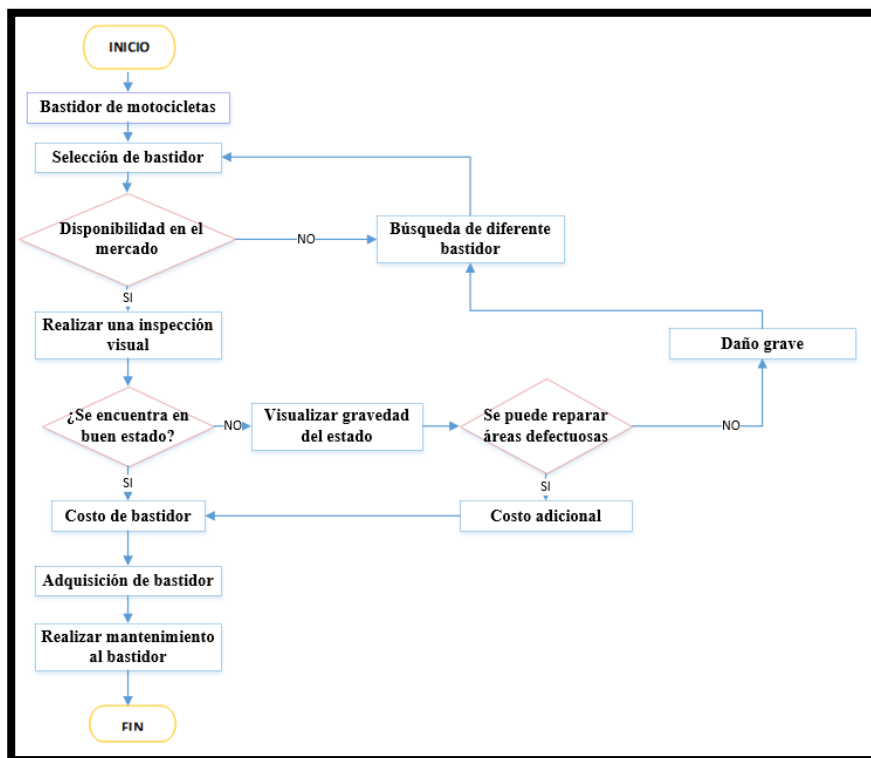 INICIO
Bastidor de motocicletas
Selección de bastidor
Disponibilidad en el
mercado
NO
Búsqueda de diferente
bastidor
SI
Realizar una inspección
visual
Daño grave
¿Se encuentra en
buen estado?
NO
Visualizar gravedad
del estado
Se puede reparar
áreas defectuosas
NO
SI
SI
Costo de bastidor
Costo adicional
Adquisición de bastidor
Realizar mantenimiento
al bastidor
FIN